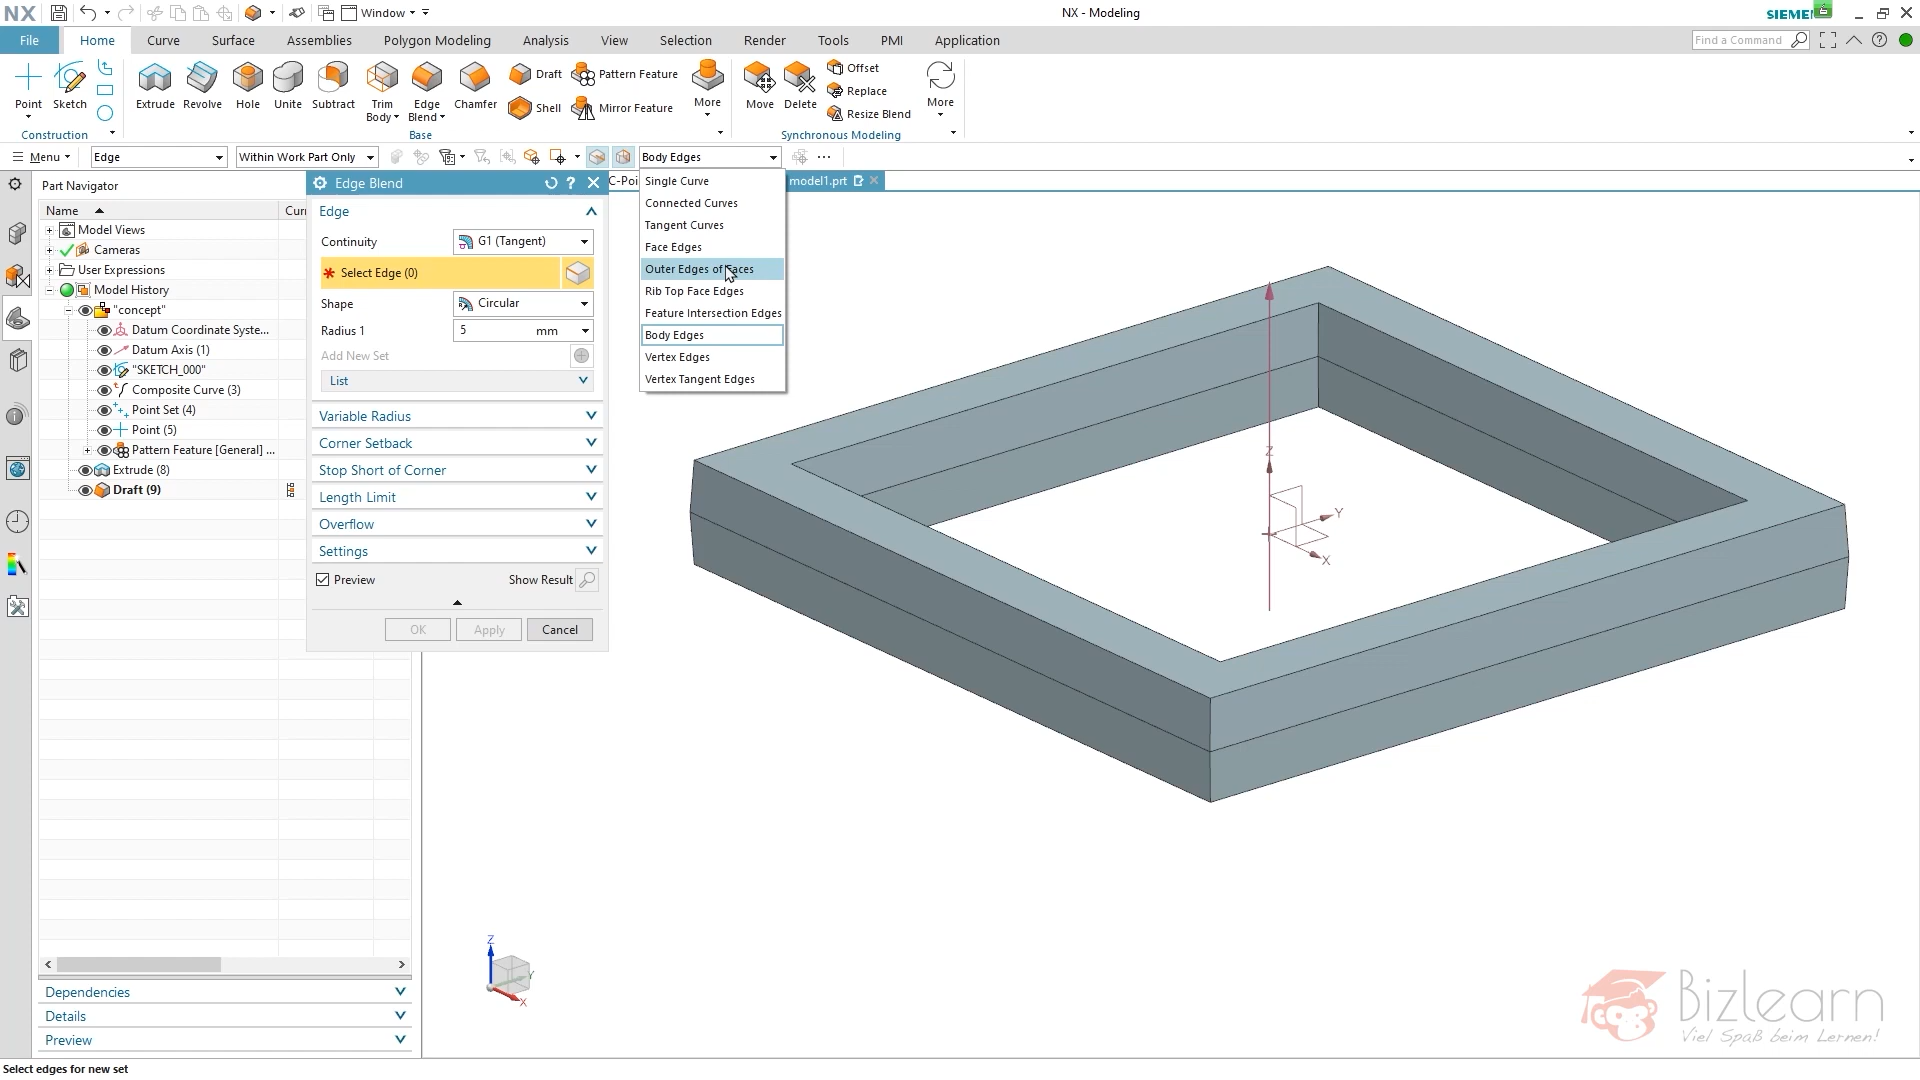 NX
Window
NX - Modeling
SIEME
File
Home
Curve
Surface
Assemblies
Polygon Modeling
Analysis
View
Selection
Render
Tools
PMI
Application
Find a Command
Point
Sketch
Extrude
Revolve
Hole
Unite
Subtract
Trim Body
Edge Blend
Chamfer
Draft
Shell
Pattern Feature
Mirror Feature
More
Move
Delete
Offset
Replace
Resize Blend
More
Construction
Base
Synchronous Modeling
Menu
Edge
Within Work Part Only
Body Edges
Part Navigator
Name
Curr
Model Views
Cameras
User Expressions
Model History
"concept"
Datum Coordinate Syste...
Datum Axis (1)
"SKETCH_000"
Composite Curve (3)
Point Set (4)
Point (5)
Pattern Feature [General] ...
Extrude (8)
Draft (9)
Dependencies
Details
Preview
Edge Blend
Edge
Continuity
G1 (Tangent)
Select Edge (0)
Shape
Circular
Radius 1
5
mm
Add New Set
List
Variable Radius
Corner Setback
Stop Short of Corner
Length Limit
Overflow
Settings
Preview
Show Result
OK
Apply
Cancel
C-Poi
model1.prt
Single Curve
Connected Curves
Tangent Curves
Face Edges
Outer Edges of Faces
Rib Top Face Edges
Feature Intersection Edges
Body Edges
Vertex Edges
Vertex Tangent Edges
Z
Y
X
Z
Y
X
Bizlearn
Viel Spaß beim Lernen!
Select edges for new set